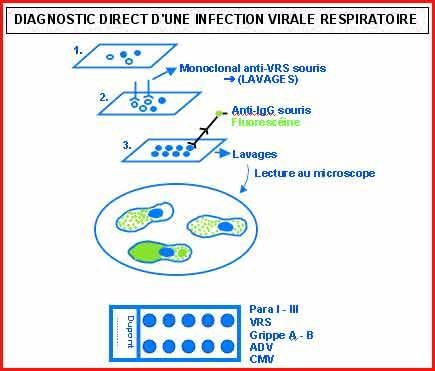 DIAGNOSTIC DIRECT D'UNE INFECTION VIRALE RESPIRATOIRE
1.
Monoclonal anti-VRS souris
→ (LAVAGES)
2.
Anti-IgG souris
Fluorescéine
3.
Lavages
Lecture au microscope
Dupont
Para I - III
VRS
Grippe A - B
ADV
CMV